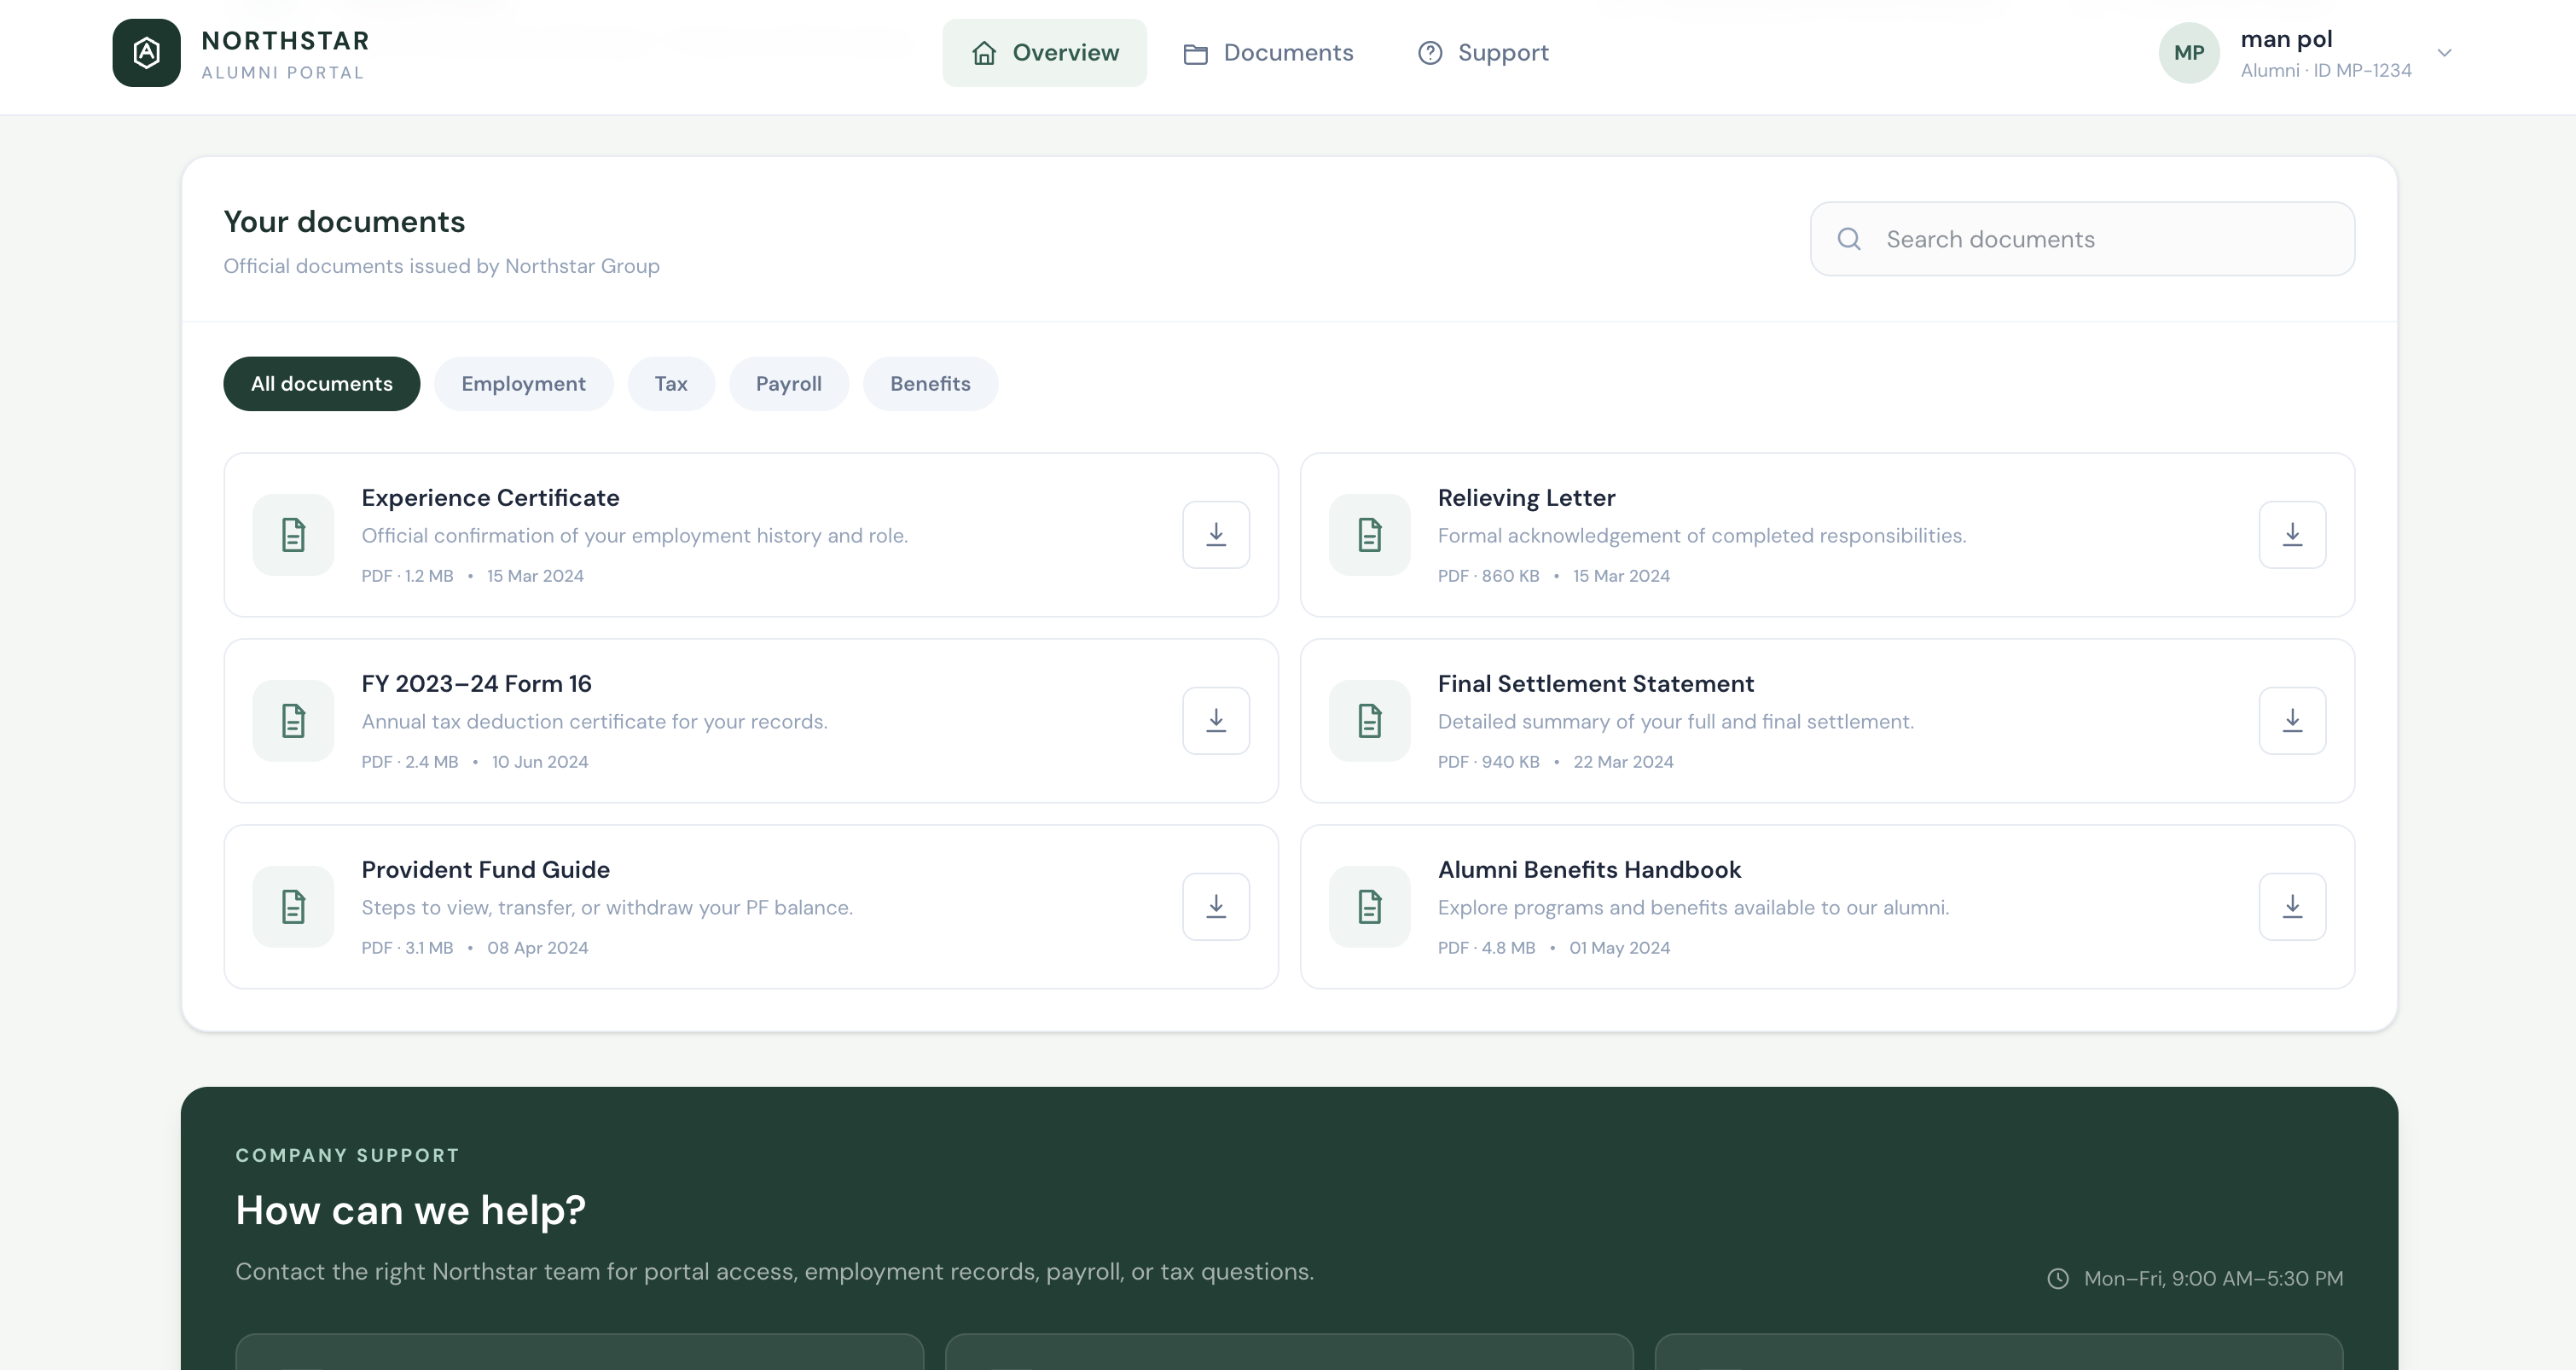 NORTHSTAR
ALUMNI PORTAL
Overview
Documents
Support
MP
man pol
Alumni · ID MP-1234
Your documents
Official documents issued by Northstar Group
Search documents
All documents
Employment
Tax
Payroll
Benefits
Experience Certificate
Official confirmation of your employment history and role.
PDF · 1.2 MB • 15 Mar 2024
Relieving Letter
Formal acknowledgement of completed responsibilities.
PDF · 860 KB • 15 Mar 2024
FY 2023–24 Form 16
Annual tax deduction certificate for your records.
PDF · 2.4 MB • 10 Jun 2024
Final Settlement Statement
Detailed summary of your full and final settlement.
PDF · 940 KB • 22 Mar 2024
Provident Fund Guide
Steps to view, transfer, or withdraw your PF balance.
PDF · 3.1 MB • 08 Apr 2024
Alumni Benefits Handbook
Explore programs and benefits available to our alumni.
PDF · 4.8 MB • 01 May 2024
COMPANY SUPPORT
How can we help?
Contact the right Northstar team for portal access, employment records, payroll, or tax questions.
Mon–Fri, 9:00 AM–5:30 PM